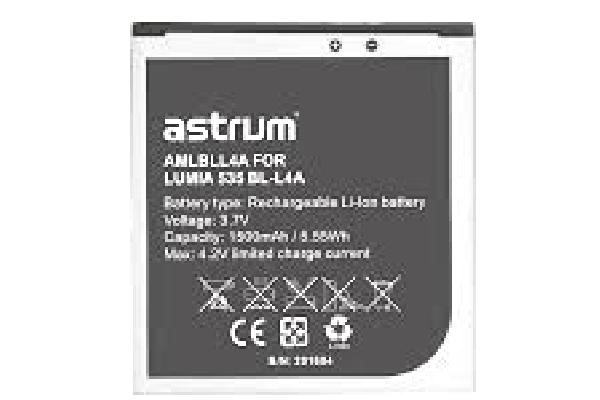 astrum
AMLBLL4A FOR
LUMIA 535 BL-L4A
Battery type: Rechargeable Li-Ion battery
Voltage: 3.7V
Capacity: 1500mAh / 5.55Wh
Max: 4.2V limited charge current
CE
S/N: